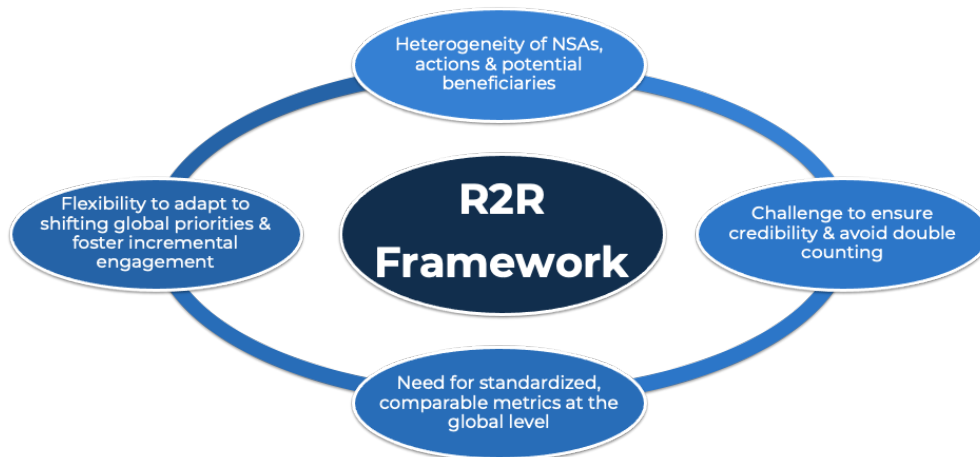 Heterogeneity of NSAs,
actions & potential
beneficiaries
Flexibility to adapt to
shifting global priorities &
foster incremental
engagement
R2R
Framework
Challenge to ensure
credibility & avoid double
counting
Need for standardized,
comparable metrics at the
global level